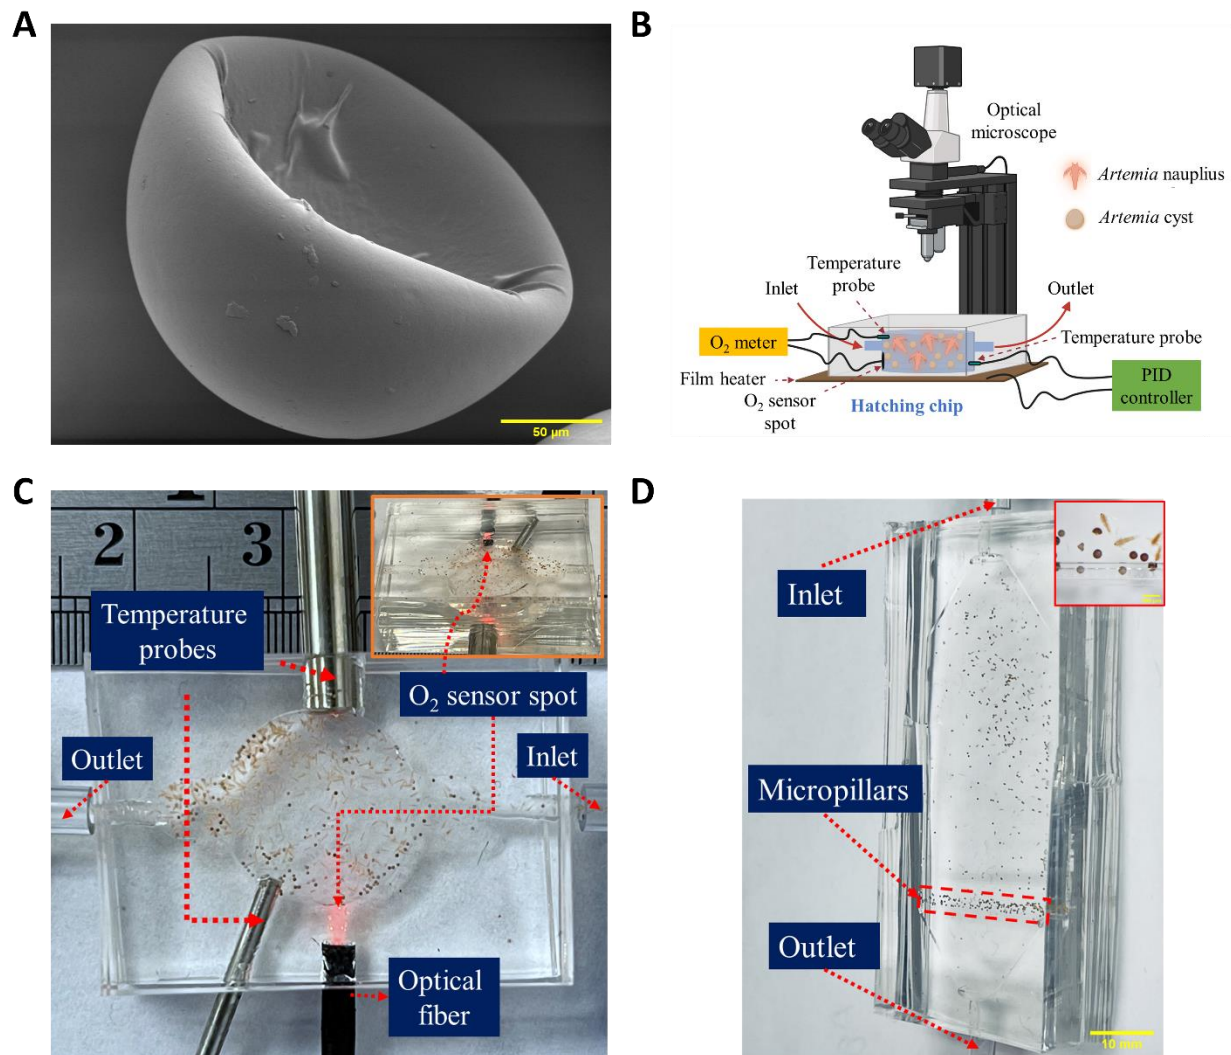 A
50 µm
B
Optical
microscope
Artemia nauplius
Artemia cyst
Temperature
probe
Inlet
Outlet
O2 meter
Temperature probe
Film heater
O2 sensor
spot
Hatching chip
PID
controller
C
2
3
Temperature
probes
O2 sensor spot
Outlet
Inlet
Optical
fiber
D
Inlet
Micropillars
Outlet
10 mm